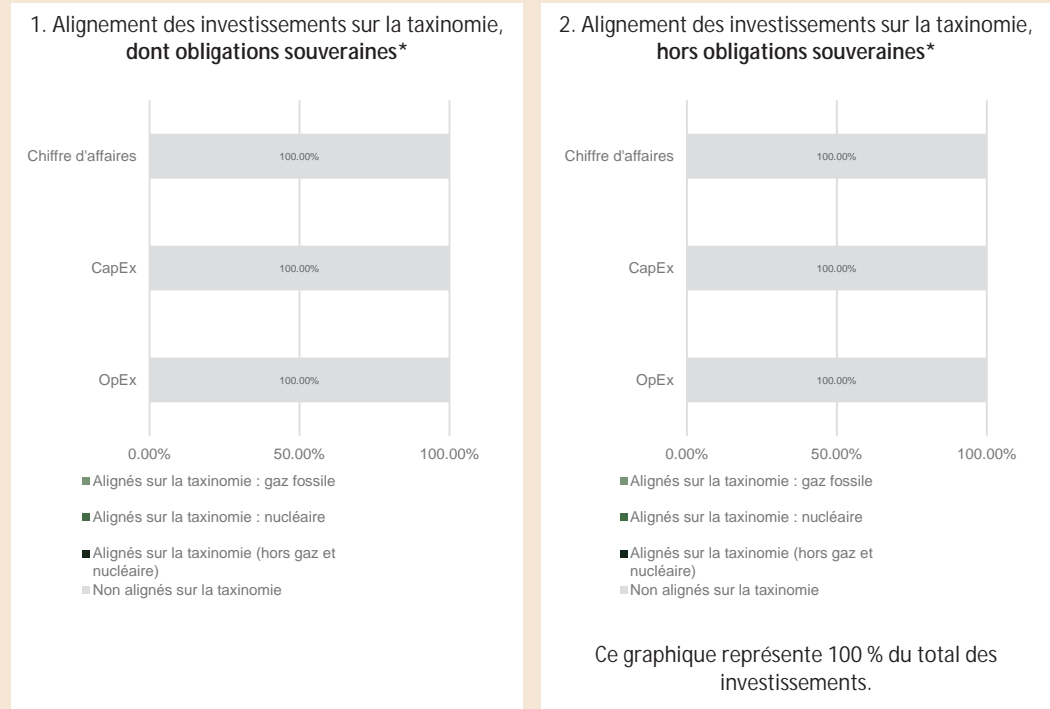 1. Alignement des investissements sur la taxinomie,
dont obligations souveraines*
Chiffre d'affaires
100.00%
CapEx
100.00%
OpEx
100.00%
0.00%
50.00%
100.00%
Alignés sur la taxinomie : gaz fossile
Alignés sur la taxinomie : nucléaire
Alignés sur la taxinomie (hors gaz et
nucléaire)
Non alignés sur la taxinomie
2. Alignement des investissements sur la taxinomie,
hors obligations souveraines*
Chiffre d'affaires
100.00%
CapEx
100.00%
OpEx
100.00%
0.00%
50.00%
100.00%
Alignés sur la taxinomie : gaz fossile
Alignés sur la taxinomie : nucléaire
Alignés sur la taxinomie (hors gaz et
nucléaire)
Non alignés sur la taxinomie
Ce graphique représente 100 % du total des
investissements.